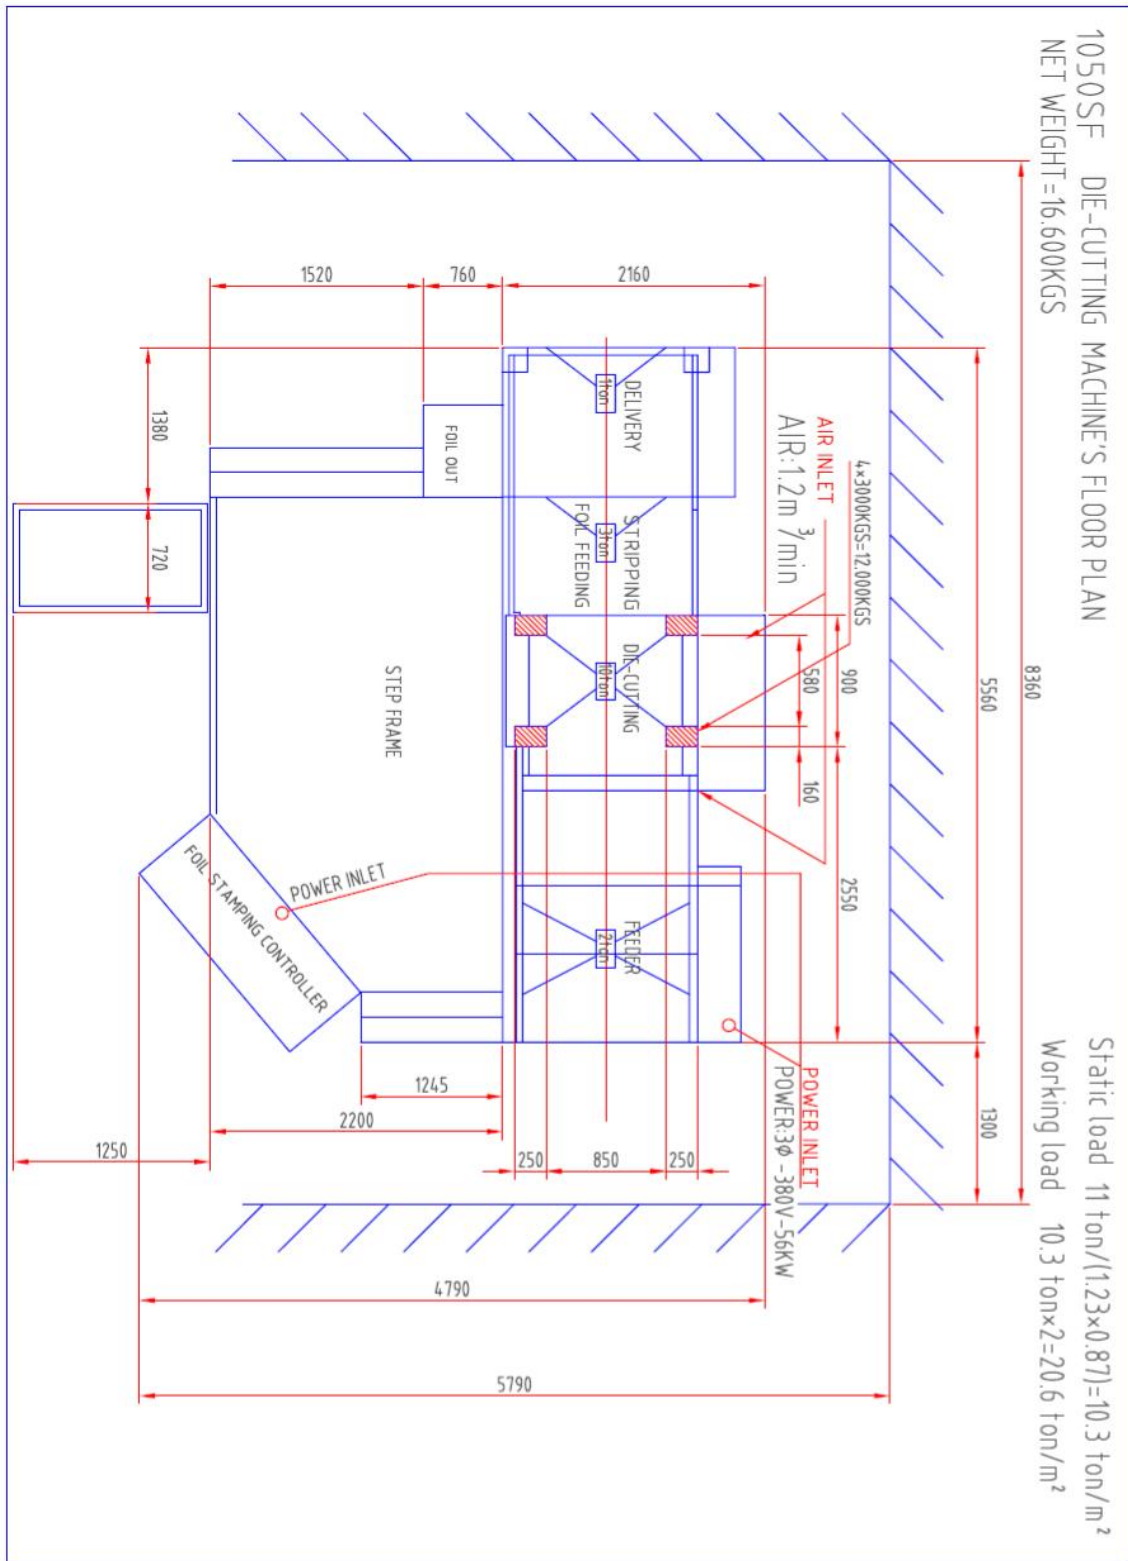 1050SF DIE-CUTTING MACHINE'S FLOOR PLAN
NET WEIGHT=16.600KGS
Static load 11 ton/(1.23×0.87)=10.3 ton/m²
Working load 10.3 ton×2=20.6 ton/m²
8360
5560
1300
4×3000KGS=12.000KGS
AIR INLET
AIR:1.2m³/min
900
2550
580
160
POWER INLET
POWER:3Φ-380V-56KW
2160
760
1520
DELIVERY
1ton
STRIPPING
3ton
FOIL FEEDING
DIE-CUTTING
10ton
FEEDER
2ton
FOIL OUT
STEP FRAME
POWER INLET
FOIL STAMPING CONTROLLER
1380
720
250
850
250
1245
2200
1250
4790
5790